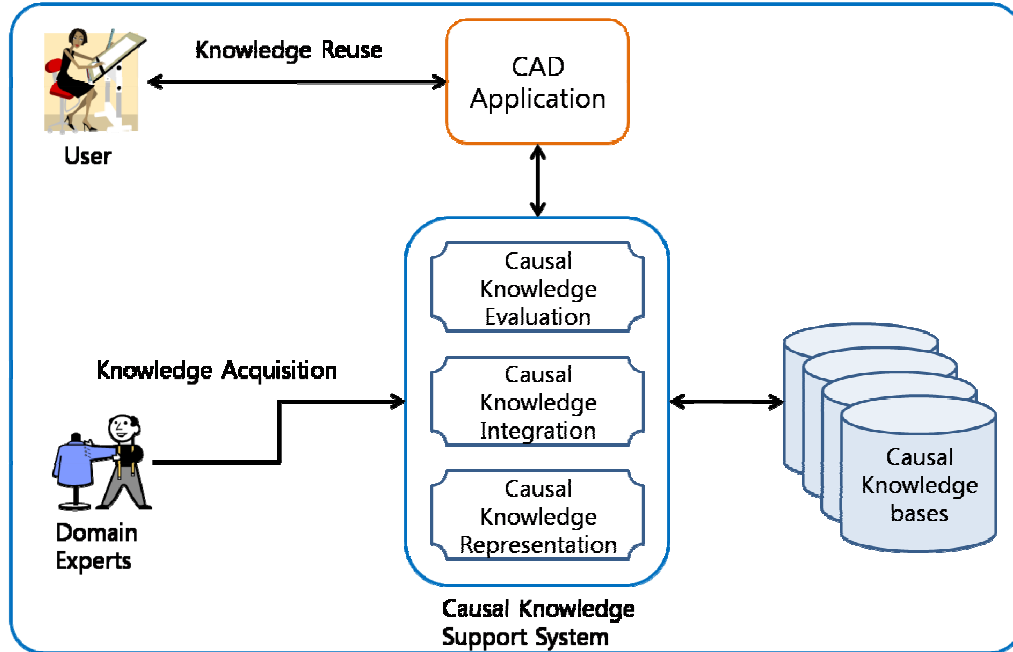 Knowledge Reuse
CAD
Application
User
Causal
Knowledge
Evaluation
Knowledge Acquisition
Causal
Knowledge
Integration
Causal
Knowledge
bases
Causal
Knowledge
Representation
Domain
Experts
Causal Knowledge
Support System